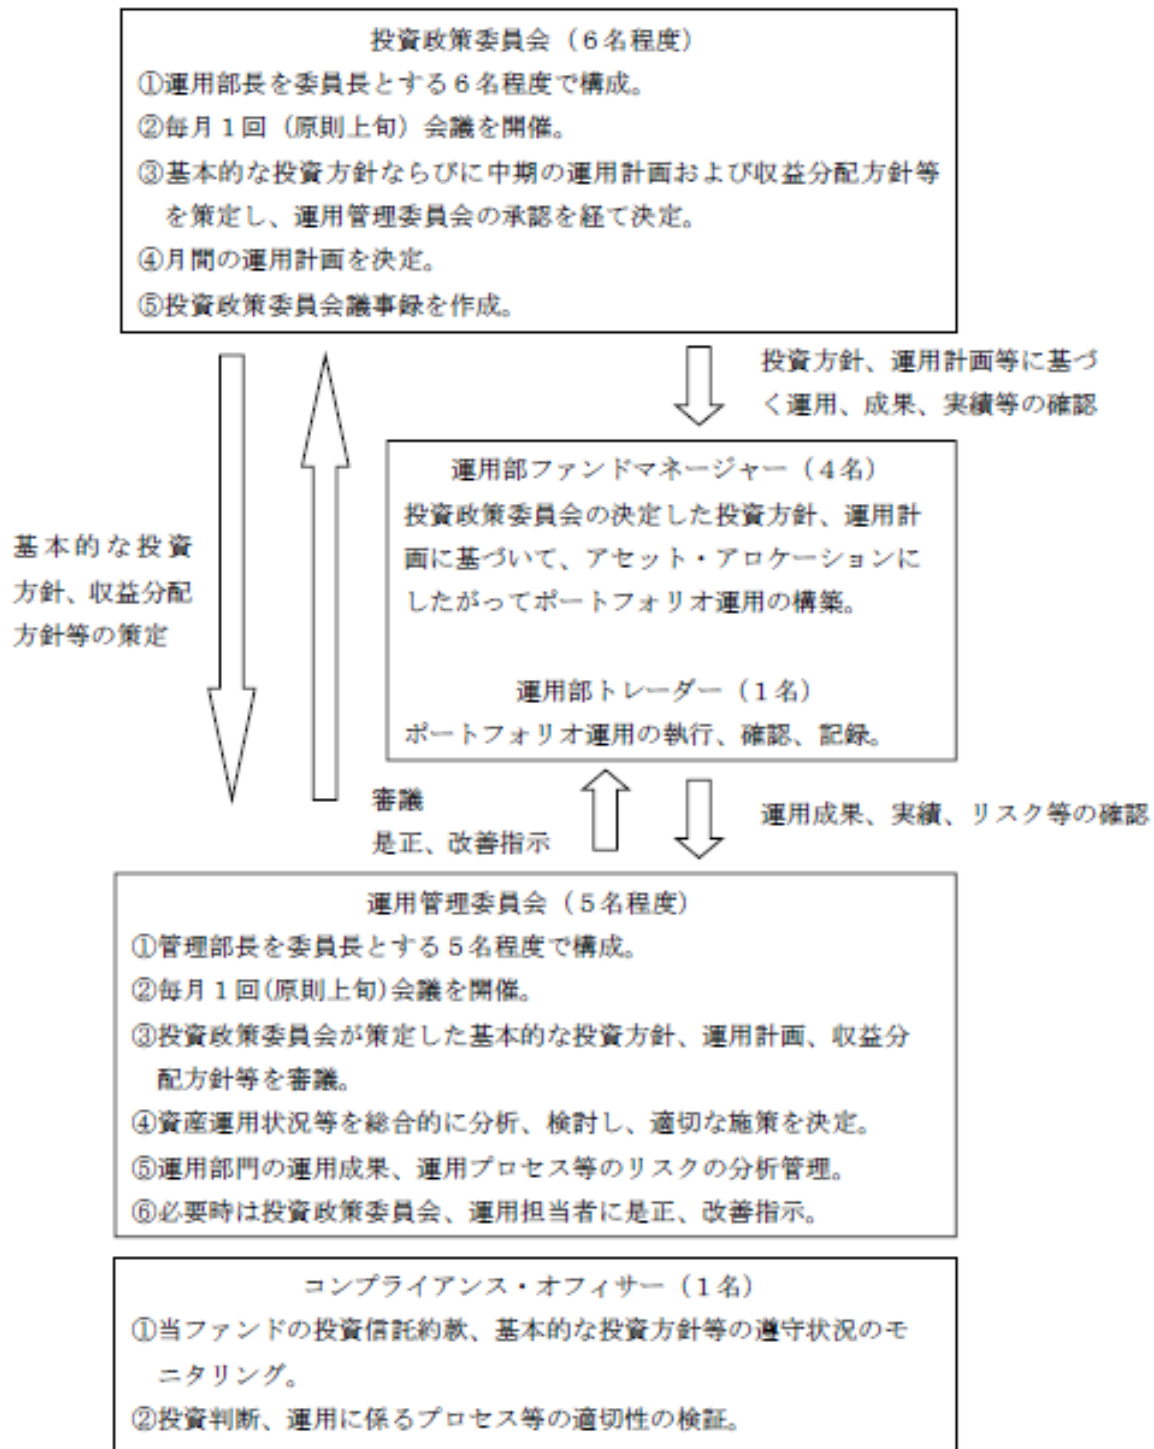 投資政策委員会（６名程度）
①運用部長を委員長とする６名程度で構成。
②毎月１回（原則上旬）会議を開催。
③基本的な投資方針ならびに中期の運用計画および収益分配方針等
を策定し、運用管理委員会の承認を経て決定。
④月間の運用計画を決定。
⑤投資政策委員会議事録を作成。
投資方針、運用計画等に基づ
く運用、成果、実績等の確認
運用部ファンドマネージャー（４名）
投資政策委員会の決定した投資方針、運用計
画に基づいて、アセット・アロケーションに
したがってポートフォリオ運用の構築。
運用部トレーダー（１名）
ポートフォリオ運用の執行、確認、記録。
基本的な投資
方針、収益分配
方針等の策定
審議
是正、改善指示
運用成果、実績、リスク等の確認
運用管理委員会（５名程度）
①管理部長を委員長とする５名程度で構成。
②毎月１回(原則上旬)会議を開催。
③投資政策委員会が策定した基本的な投資方針、運用計画、収益分
配方針等を審議。
④資産運用状況等を総合的に分析、検討し、適切な施策を決定。
⑤運用部門の運用成果、運用プロセス等のリスクの分析管理。
⑥必要時は投資政策委員会、運用担当者に是正、改善指示。
コンプライアンス・オフィサー（１名）
①当ファンドの投資信託約款、基本的な投資方針等の遵守状況のモ
ニタリング。
②投資判断、運用に係るプロセス等の適切性の検証。